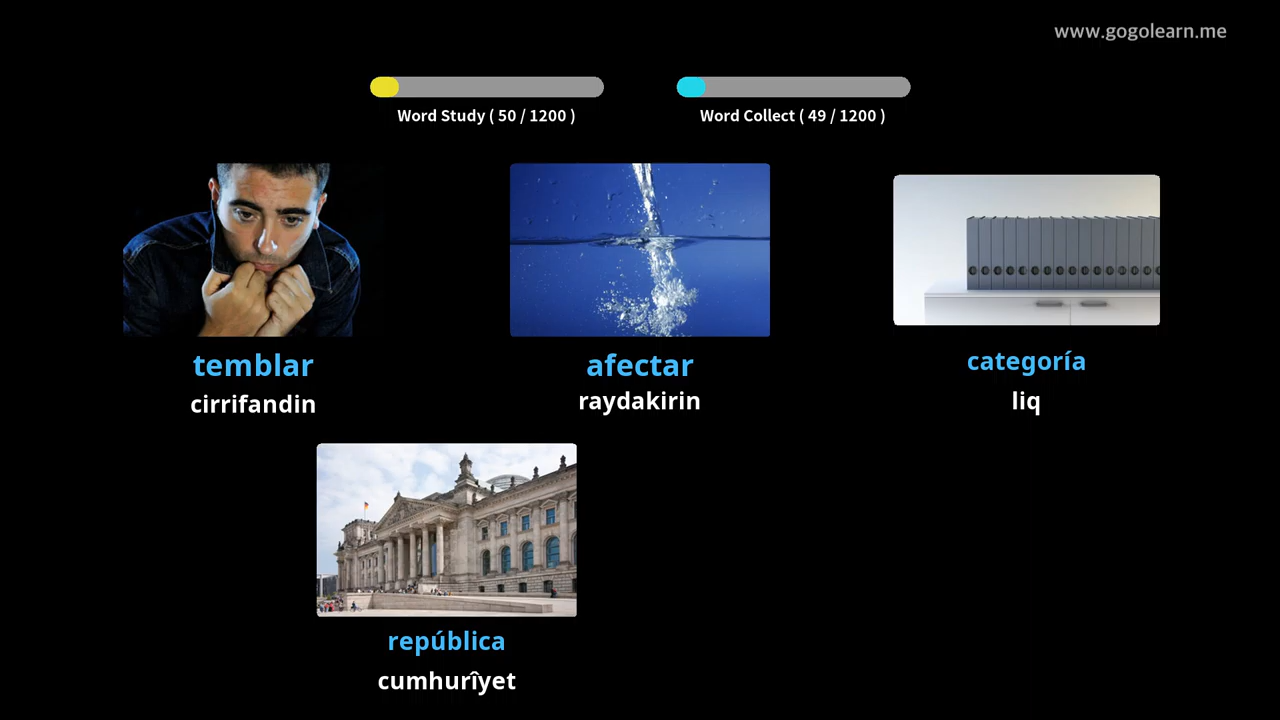 www.gogolearn.me
Word Study ( 50 / 1200 )
Word Collect ( 49 / 1200 )
temblar
cirrifandin
afectar
raydakirin
categoría
liq
república
cumhurîyet